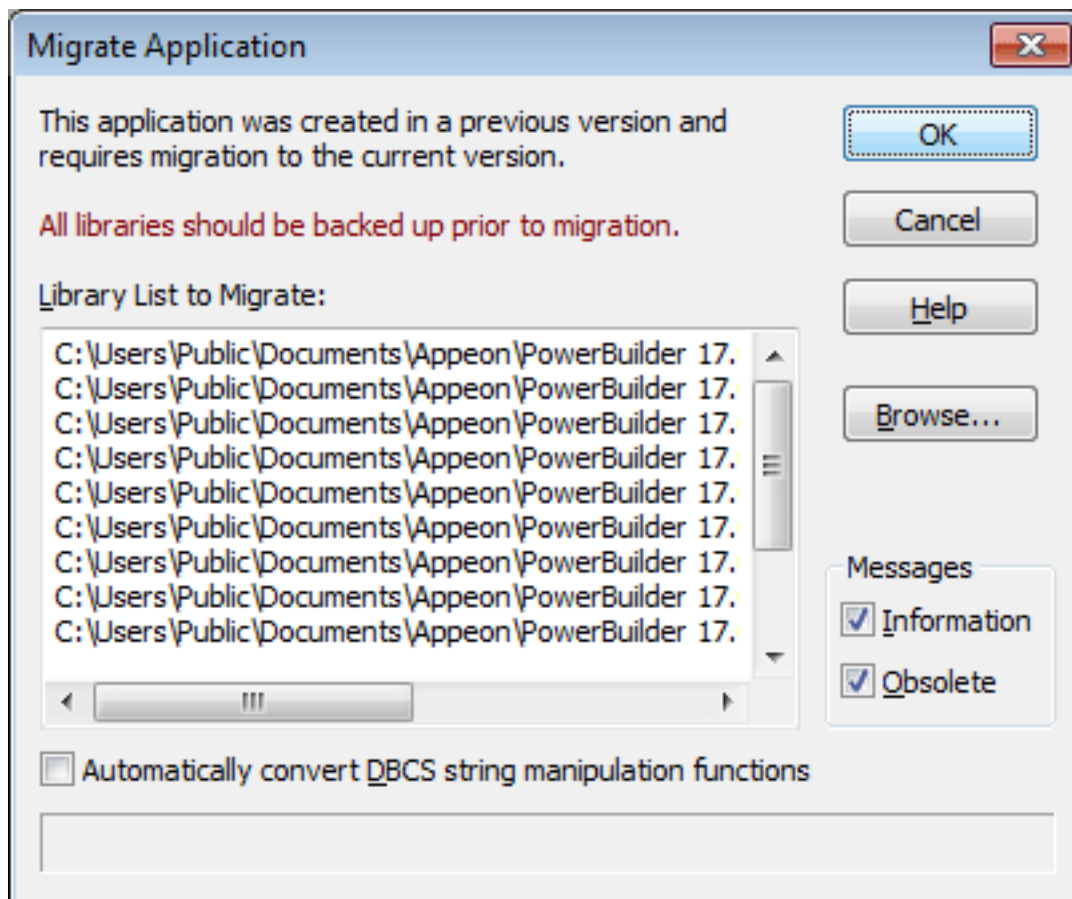 Migrate Application
This application was created in a previous version and
requires migration to the current version.
All libraries should be backed up prior to migration.
Library List to Migrate:
C:\Users\Public\Documents\Appeon\PowerBuilder 17.
C:\Users\Public\Documents\Appeon\PowerBuilder 17.
C:\Users\Public\Documents\Appeon\PowerBuilder 17.
C:\Users\Public\Documents\Appeon\PowerBuilder 17.
C:\Users\Public\Documents\Appeon\PowerBuilder 17.
C:\Users\Public\Documents\Appeon\PowerBuilder 17.
C:\Users\Public\Documents\Appeon\PowerBuilder 17.
C:\Users\Public\Documents\Appeon\PowerBuilder 17.
C:\Users\Public\Documents\Appeon\PowerBuilder 17.
Automatically convert DBCS string manipulation functions
OK
Cancel
Help
Browse...
Messages
Information
Obsolete